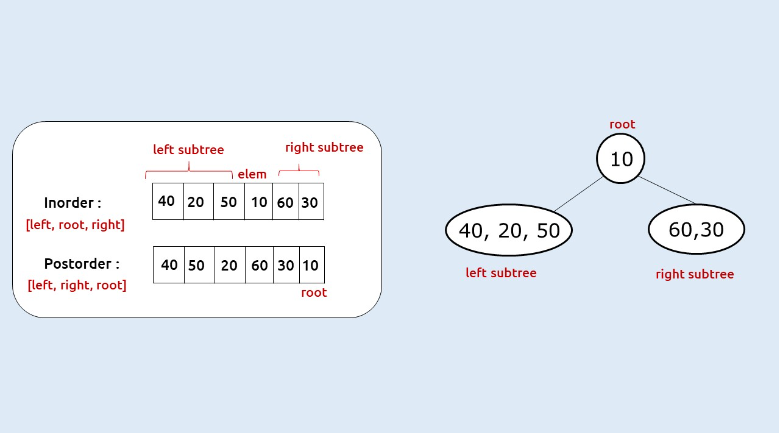 left subtree
right subtree
elem
Inorder :
40 20 50 10 60 30
[left, root, right]
Postorder :
40 50 20 60 30 10
[left, right, root]
root
root
10
40, 20, 50
60,30
left subtree
right subtree